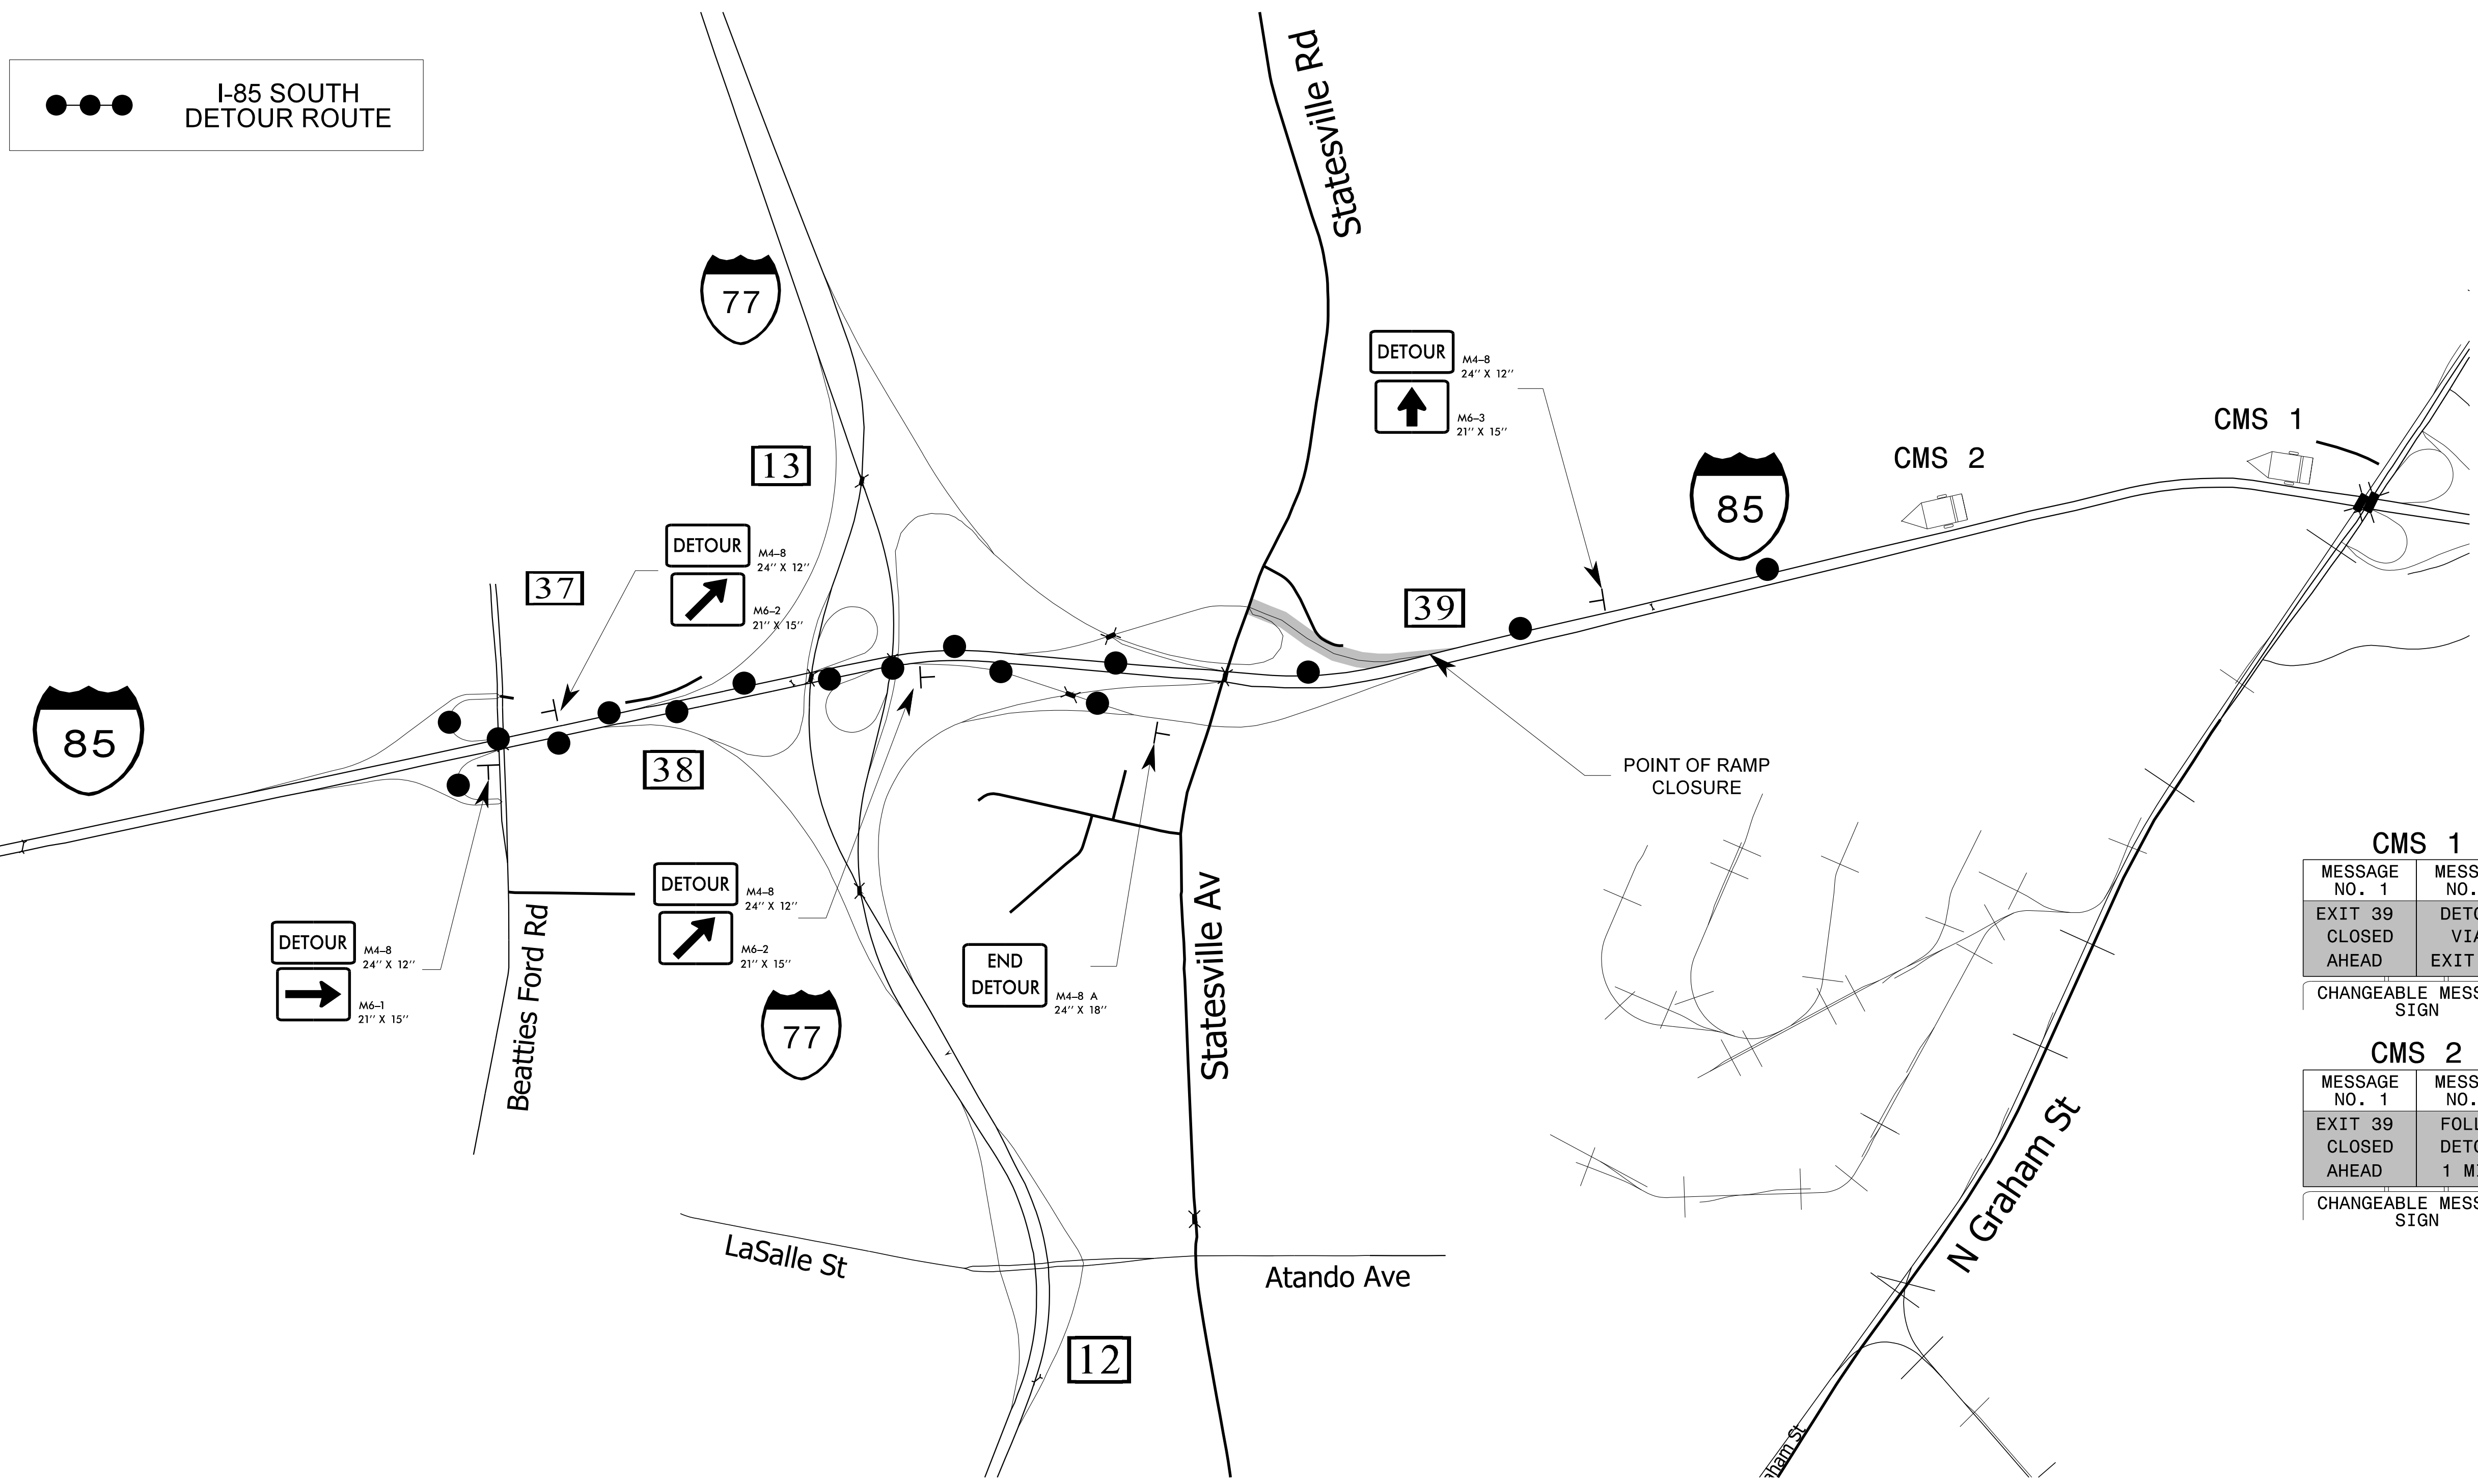 I-85 SOUTH
DETOUR ROUTE
Statesville Rd
77
DETOUR
M4-8
24'' X 12''
M6-3
21'' X 15''
CMS 1
CMS 2
85
13
DETOUR
M4-8
24'' X 12''
M6-2
21'' X 15''
37
39
85
38
POINT OF RAMP
CLOSURE
DETOUR
M4-8
24'' X 12''
M6-2
21'' X 15''
DETOUR
M4-8
24'' X 12''
M6-1
21'' X 15''
Beatties Ford Rd
END
DETOUR
M4-8 A
24'' X 18''
Statesville Av
77
CMS 1
MESSAGE
NO. 1
EXIT 39
CLOSED
AHEAD
EXIT
CHANGEABLE
SIGN
CMS 2
MESSAGE
NO. 1
EXIT 39
CLOSED
AHEAD
1
CHANGEABLE
SIGN
N Graham St
LaSalle St
Atando Ave
12
St